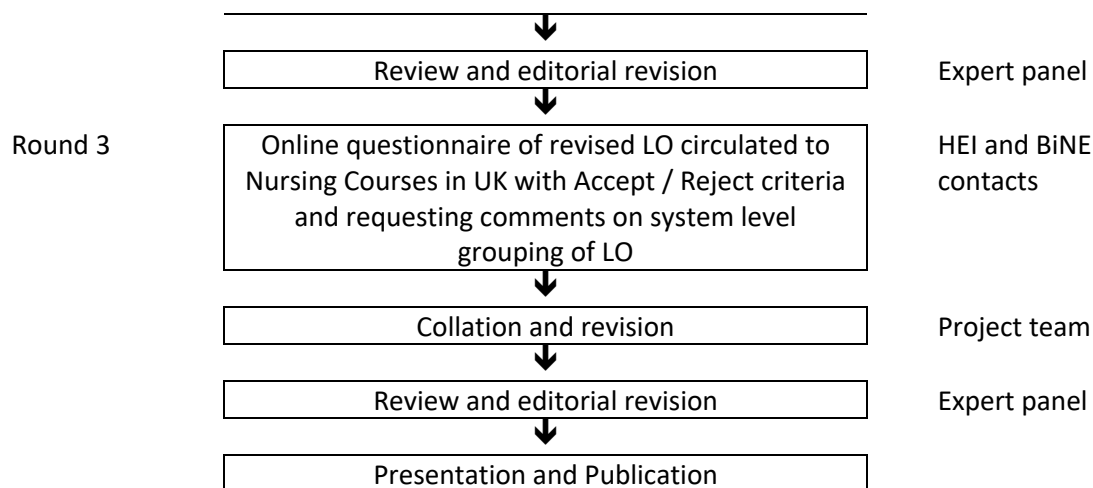 Review and editorial revision
Expert panel
Round 3
Online questionnaire of revised LO circulated to
Nursing Courses in UK with Accept / Reject criteria
and requesting comments on system level
grouping of LO
HEI and BiNE
contacts
Collation and revision
Project team
Review and editorial revision
Expert panel
Presentation and Publication